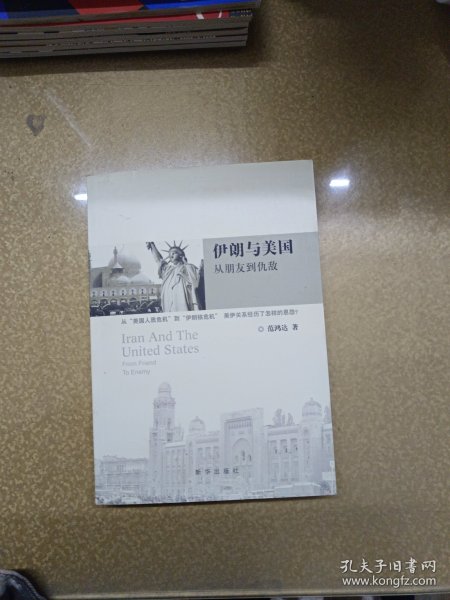 伊朗与美国
从朋友到仇敌
从“美国人质危机”到“伊朗核危机” 美伊关系经历了怎样的恩怨?
◎ 范鸿达 著
Iran And The
United States
From Friend
To Enemy
新华出版社
孔夫子旧书网
www.kongfz.com